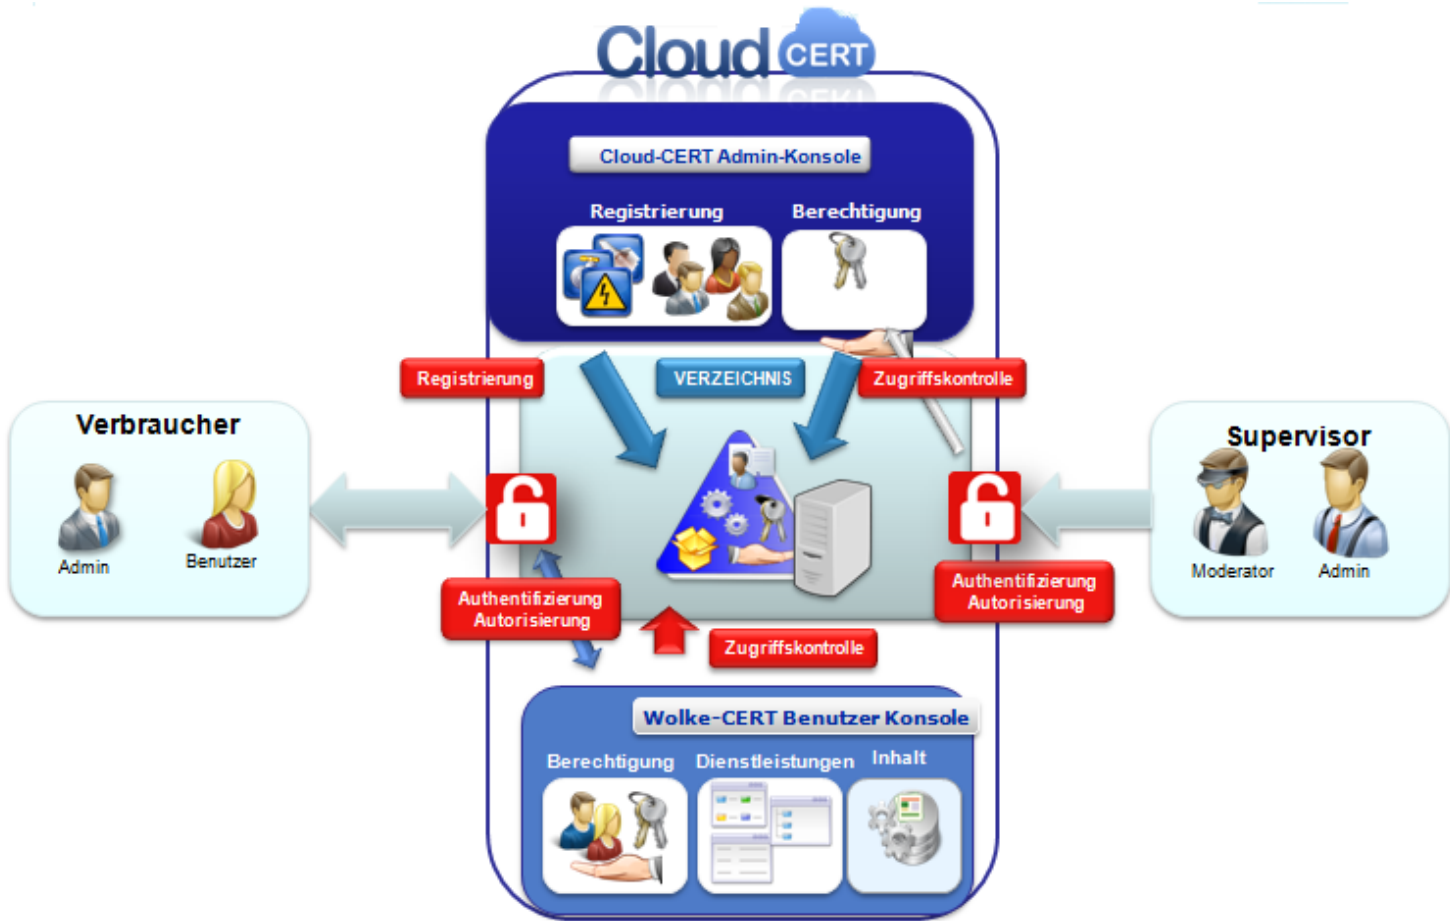 Cloud CERT
Cloud-CERT Admin-Konsole
Registrierung
Berechtigung
Registrierung
VERZEICHNIS
Zugriffskontrolle
Verbraucher
Admin
Benutzer
Supervisor
Moderator
Admin
Authentifizierung
Autorisierung
Authentifizierung
Autorisierung
Zugriffskontrolle
Wolke-CERT Benutzer Konsole
Berechtigung
Dienstleistungen
Inhalt